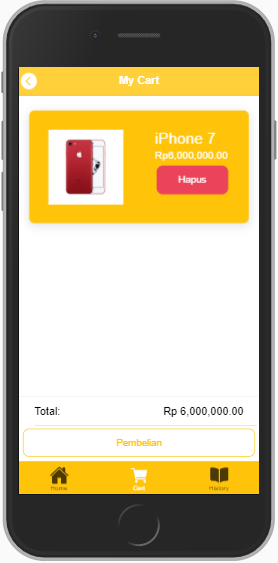 My Cart
iPhone 7
Rp6,000,000.00
Hapus
Total: Rp 6,000,000.00
Pembelian
Home Cart History